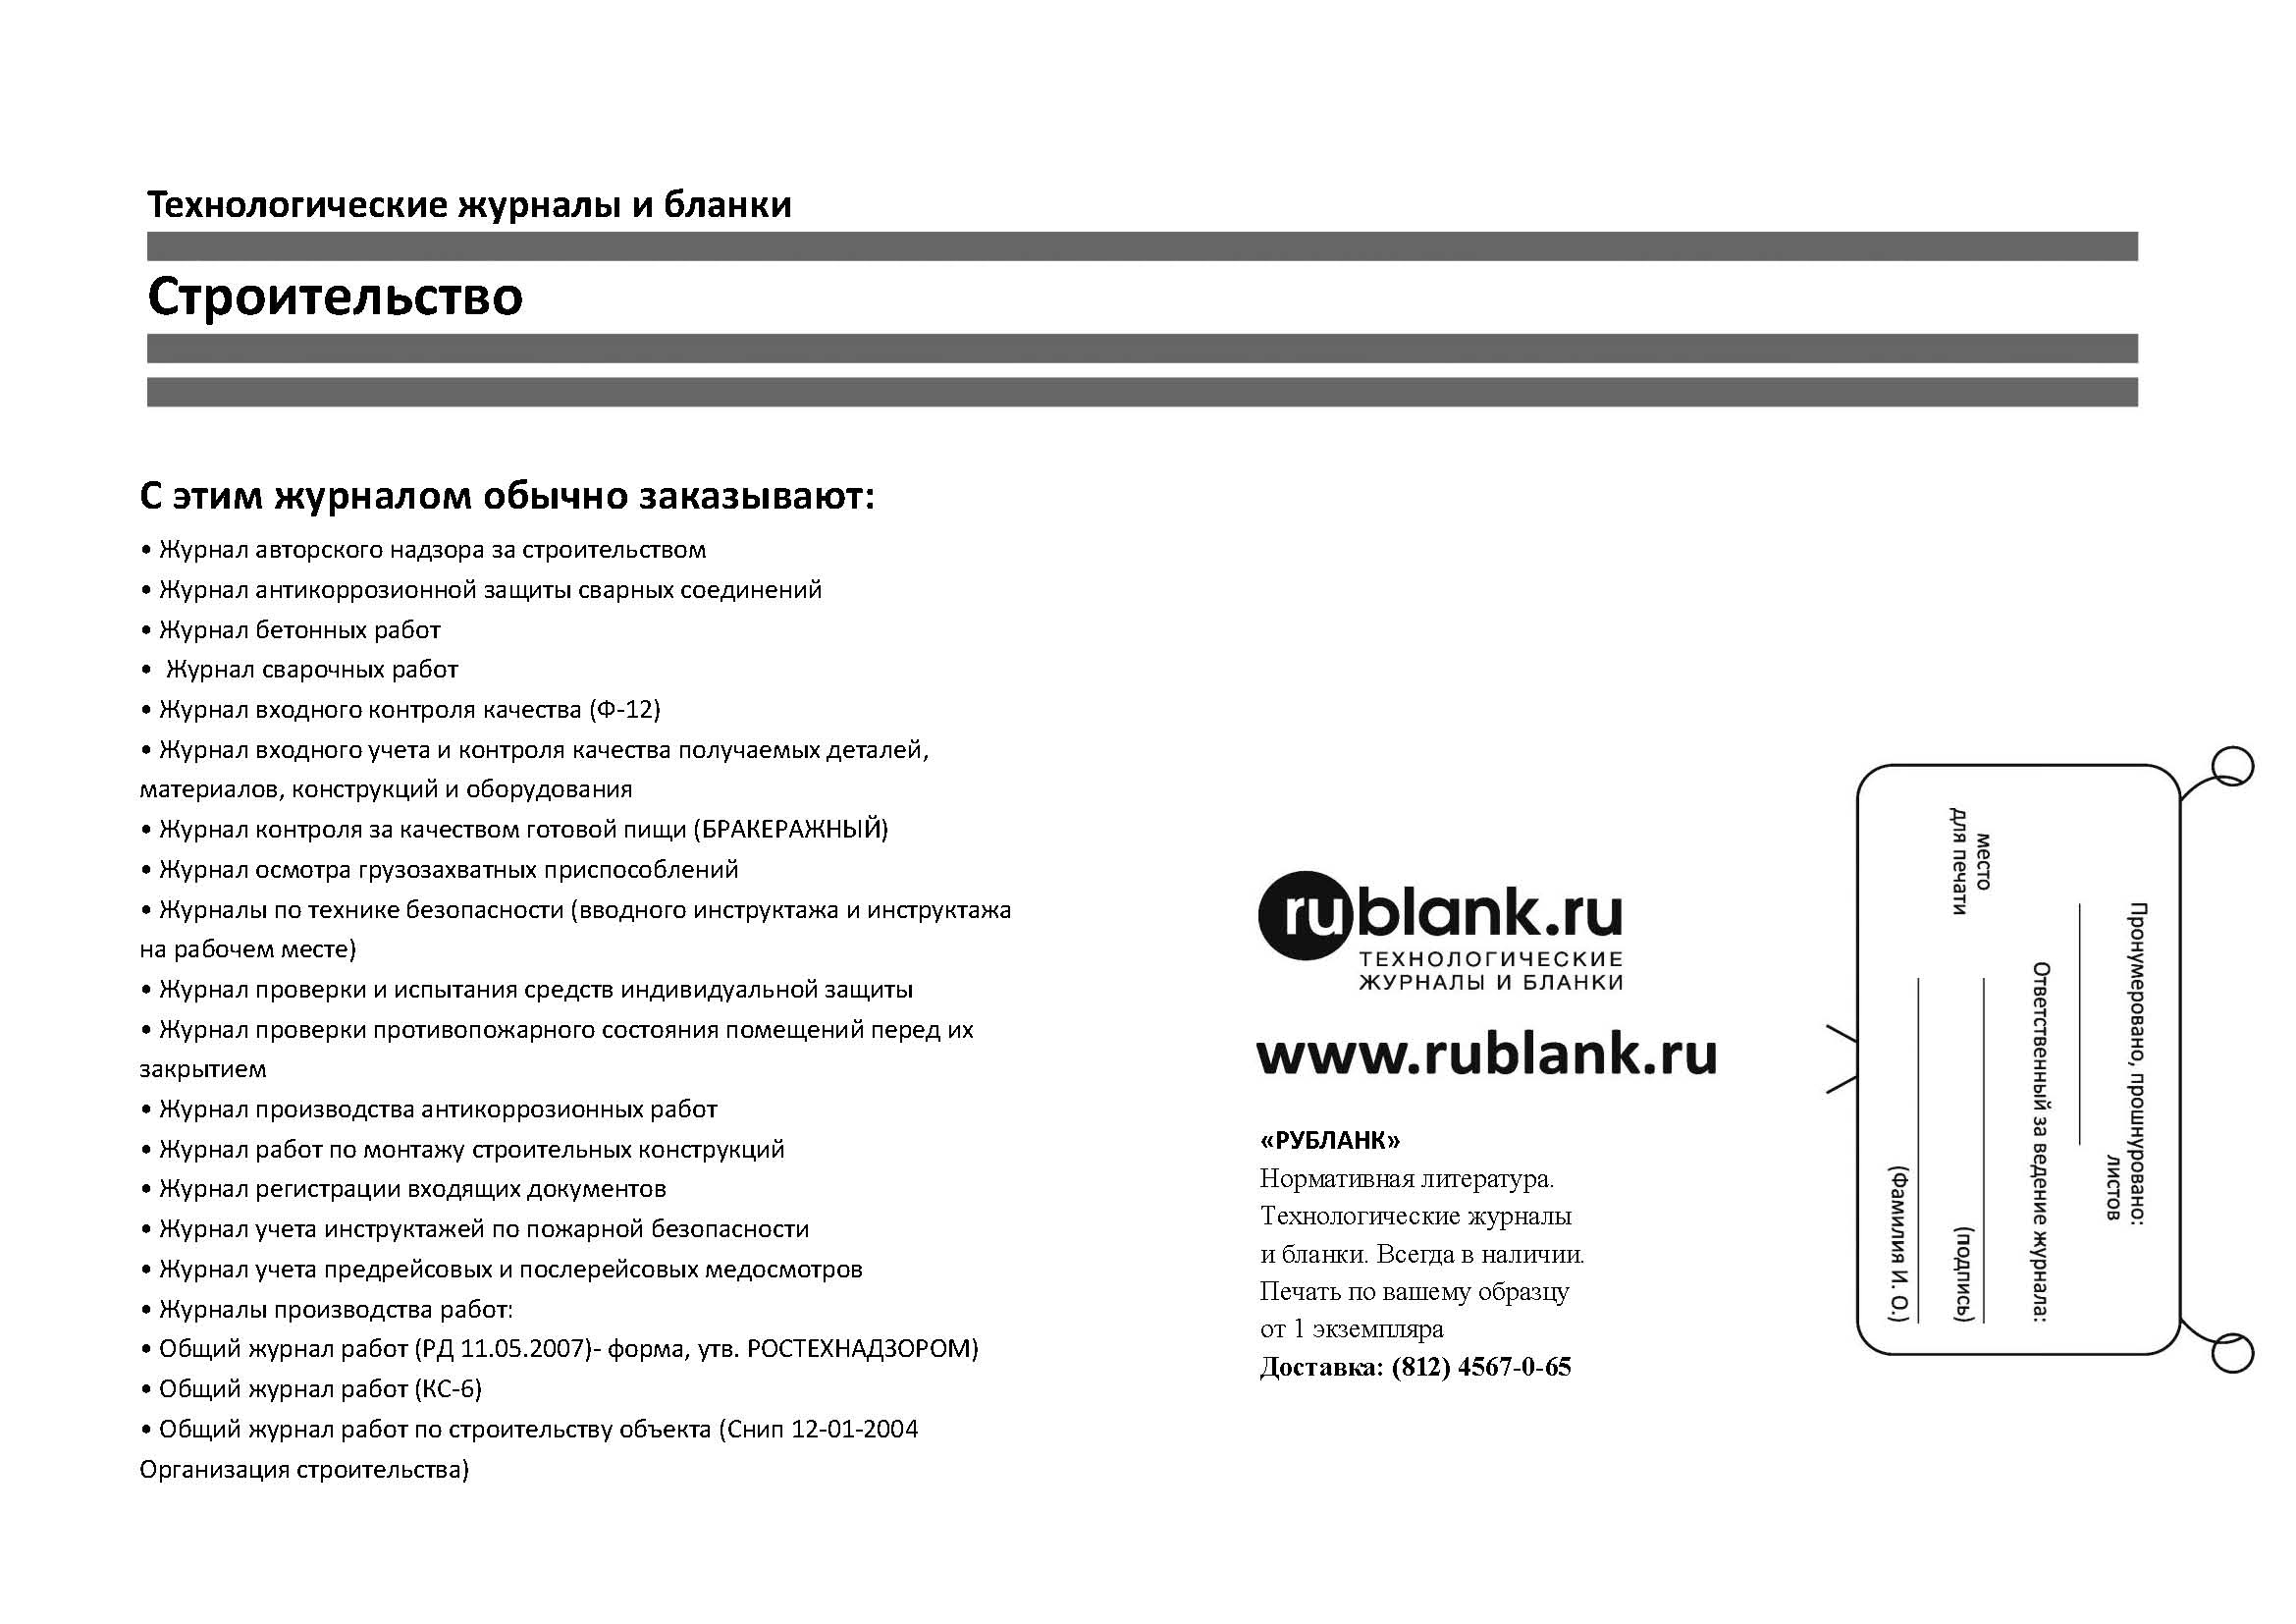 Технологические журналы и бланки
Строительство
С этим журналом обычно заказывают:
• Журнал авторского надзора за строительством
• Журнал антикоррозионной защиты сварных соединений
• Журнал бетонных работ
•  Журнал сварочных работ
• Журнал входного контроля качества (Ф-12)
• Журнал входного учета и контроля качества получаемых деталей,
материалов, конструкций и оборудования
• Журнал контроля за качеством готовой пищи (БРАКЕРАЖНЫЙ)
• Журнал осмотра грузозахватных приспособлений
• Журналы по технике безопасности (вводного инструктажа и инструктажа
на рабочем месте)
• Журнал проверки и испытания средств индивидуальной защиты
• Журнал проверки противопожарного состояния помещений перед их
закрытием
• Журнал производства антикоррозионных работ
• Журнал работ по монтажу строительных конструкций
• Журнал регистрации входящих документов
• Журнал учета инструктажей по пожарной безопасности
• Журнал учета предрейсовых и послерейсовых медосмотров
• Журналы производства работ:
• Общий журнал работ (РД 11.05.2007)- форма, утв. РОСТЕХНАДЗОРОМ)
• Общий журнал работ (КС-6)
• Общий журнал работ по строительству объекта (Снип 12-01-2004
Организация строительства)
rublank.ru
ТЕХНОЛОГИЧЕСКИЕ
ЖУРНАЛЫ И БЛАНКИ
www.rublank.ru
«РУБЛАНК»
Нормативная литература.
Технологические журналы
и бланки. Всегда в наличии.
Печать по вашему образцу
от 1 экземпляра
Доставка: (812) 4567-0-65
Пронумеровано, прошнуровано:
листов
Ответственный за ведение журнала:
место
для печати
(подпись)
(Фамилия И. О.)